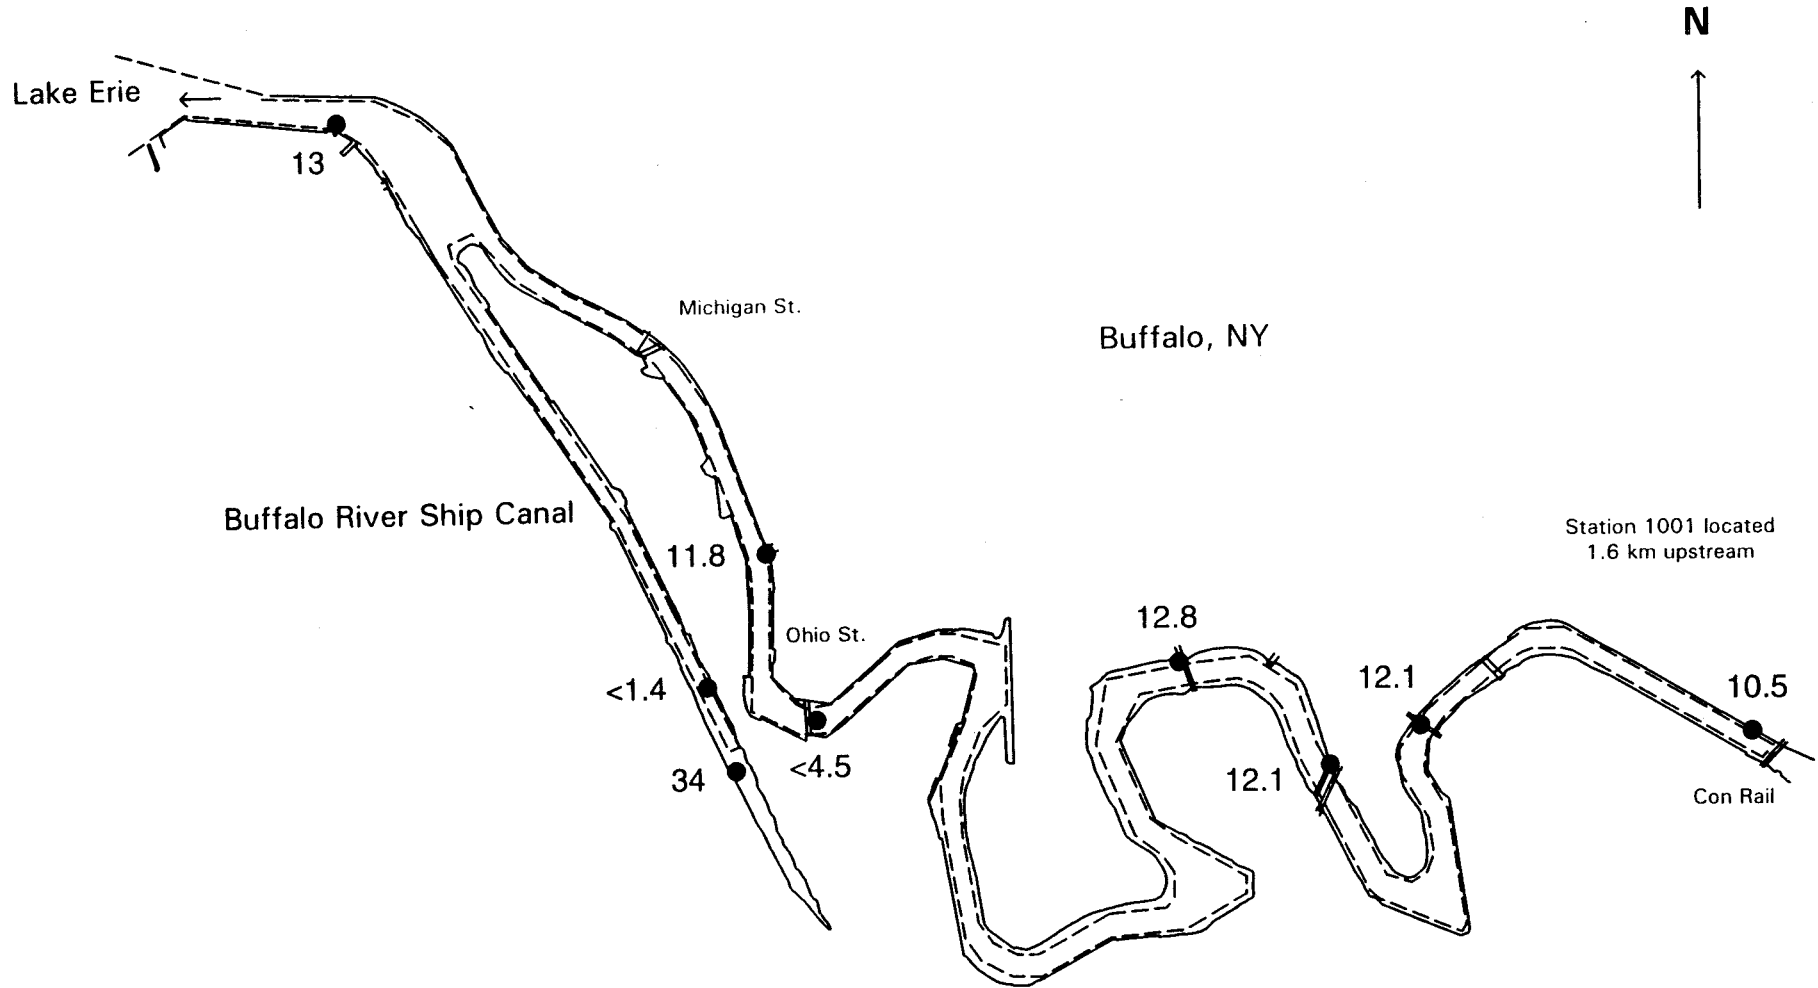 N
Lake Erie
13
Michigan St.
Buffalo, NY
Buffalo River Ship Canal
Station 1001 located
1.6 km upstream
11.8
12.8
Ohio St.
<1.4
12.1
10.5
<4.5
34
12.1
Con Rail